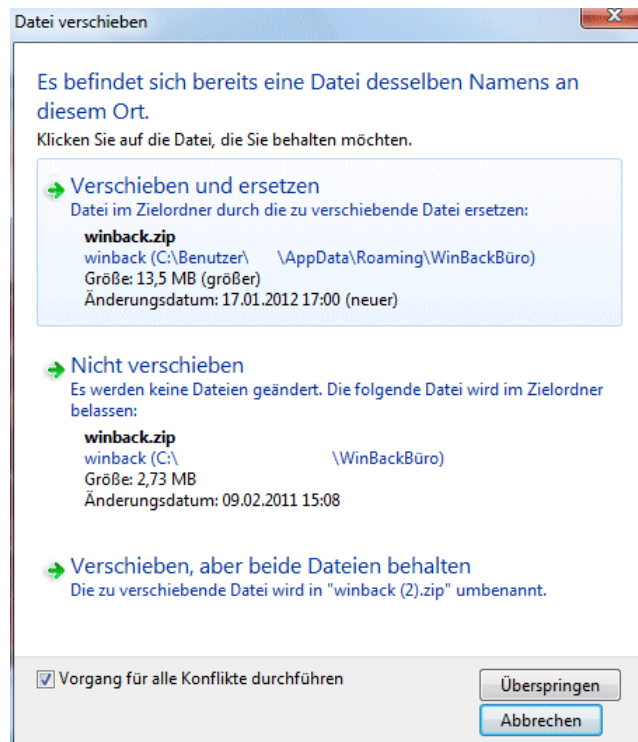 Datei verschieben
Es befindet sich bereits eine Datei desselben Namens an
diesem Ort.
Klicken Sie auf die Datei, die Sie behalten möchten.
Verschieben und ersetzen
Datei im Zielordner durch die zu verschiebende Datei ersetzen:
winback.zip
winback (C:\Benutzer\ \AppData\Roaming\WinBackBüro)
Größe: 13,5 MB (größer)
Änderungsdatum: 17.01.2012 17:00 (neuer)
Nicht verschieben
Es werden keine Dateien geändert. Die folgende Datei wird im Zielordner
belassen:
winback.zip
winback (C:\ \WinBackBüro)
Größe: 2,73 MB
Änderungsdatum: 09.02.2011 15:08
Verschieben, aber beide Dateien behalten
Die zu verschiebende Datei wird in "winback (2).zip" umbenannt.
Vorgang für alle Konflikte durchführen
Überspringen
Abbrechen